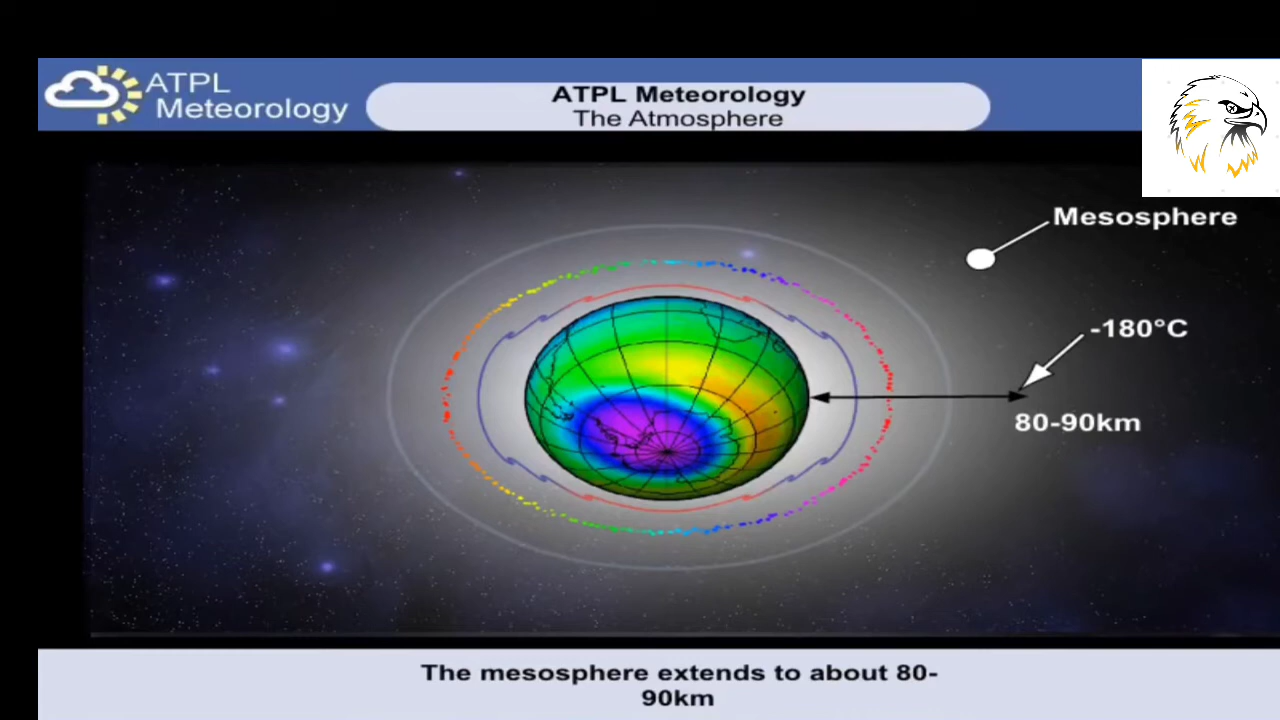 ATPL
Meteorology
ATPL Meteorology
The Atmosphere
Mesosphere
-180°C
80-90km
The mesosphere extends to about 80-
90km